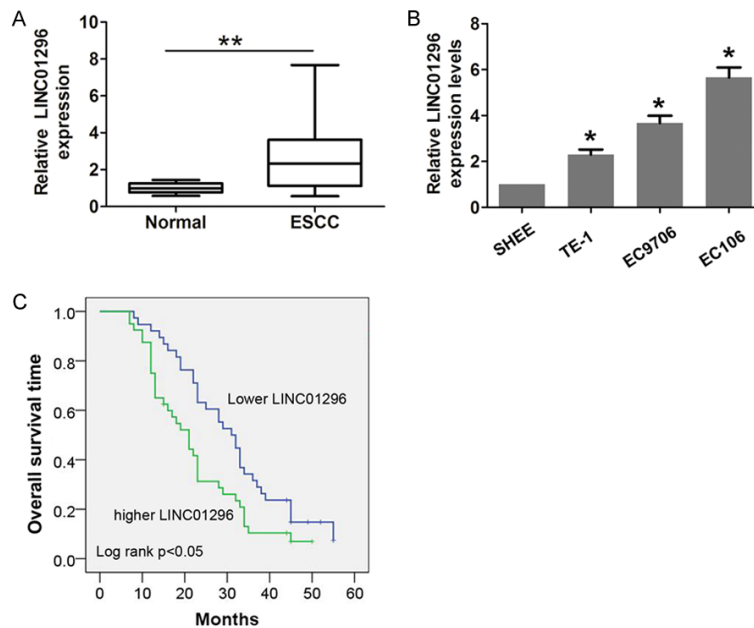 A
Relative LINC01296
expression
10
8
6
4
2
0
**
Normal
ESCC
B
Relative LINC01296
expression levels
8
6
4
2
0
*
*
*
SHEE
TE-1
EC9706
EC106
C
Overall survival time
1.0
0.8
0.6
0.4
0.2
0.0
Lower LINC01296
higher LINC01296
Log rank p<0.05
0 10 20 30 40 50 60
Months